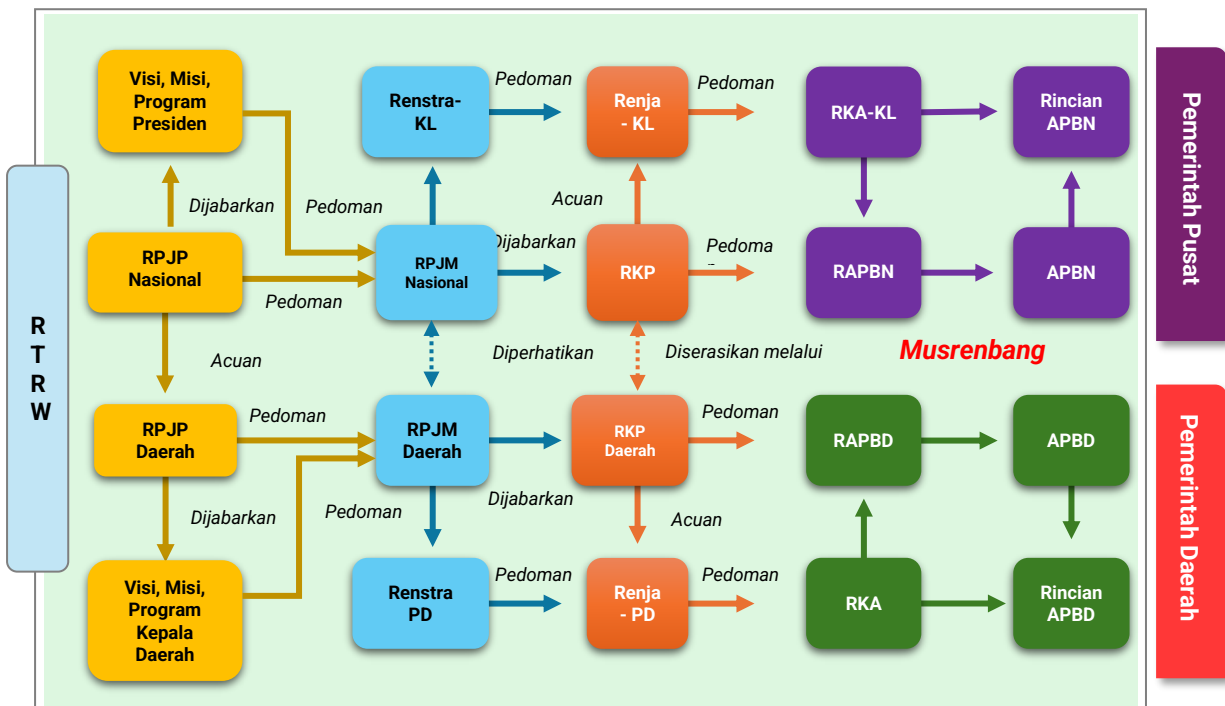 Visi, Misi,
Program
Presiden
Renstra-
KL
Pedoman
Renja
- KL
Pedoman
RKA-KL
Rincian
APBN
Pemerintah Pusat
Dijabarkan
Pedoman
Acuan
RPJP
Nasional
Pedoman
RPJM
Nasional
Dijabarkan
RKP
Pedoma
RAPBN
APBN
R
T
R
W
Acuan
Diperhatikan
Diserasikan melalui
Musrenbang
RPJP
Daerah
Pedoman
RPJM
Daerah
Dijabarkan
RKP
Daerah
Pedoman
RAPBD
APBD
Pemerintah Daerah
Dijabarkan
Pedoman
Acuan
Visi, Misi,
Program
Kepala
Daerah
Renstra
PD
Pedoman
Renja
- PD
Pedoman
RKA
Rincian
APBD